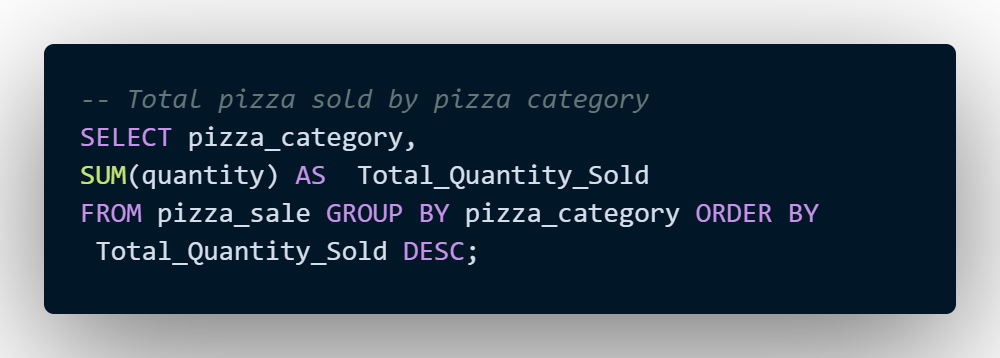 -- Total pizza sold by pizza category
SELECT pizza_category,
SUM(quantity) AS  Total_Quantity_Sold
FROM pizza_sale GROUP BY pizza_category ORDER BY
 Total_Quantity_Sold DESC;